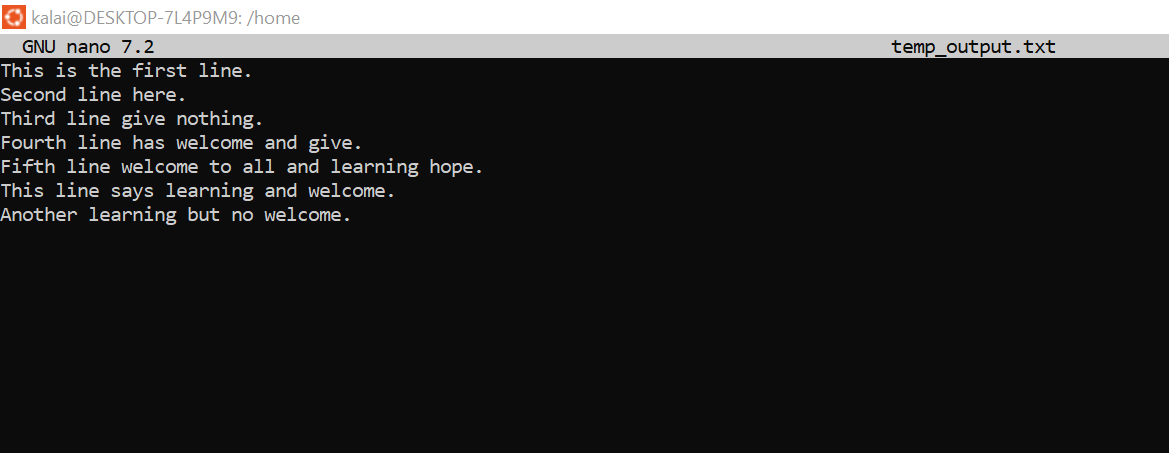 kalai@DESKTOP-7L4P9M9: /home
GNU nano 7.2 temp_output.txt
This is the first line.
Second line here.
Third line give nothing.
Fourth line has welcome and give.
Fifth line welcome to all and learning hope.
This line says learning and welcome.
Another learning but no welcome.